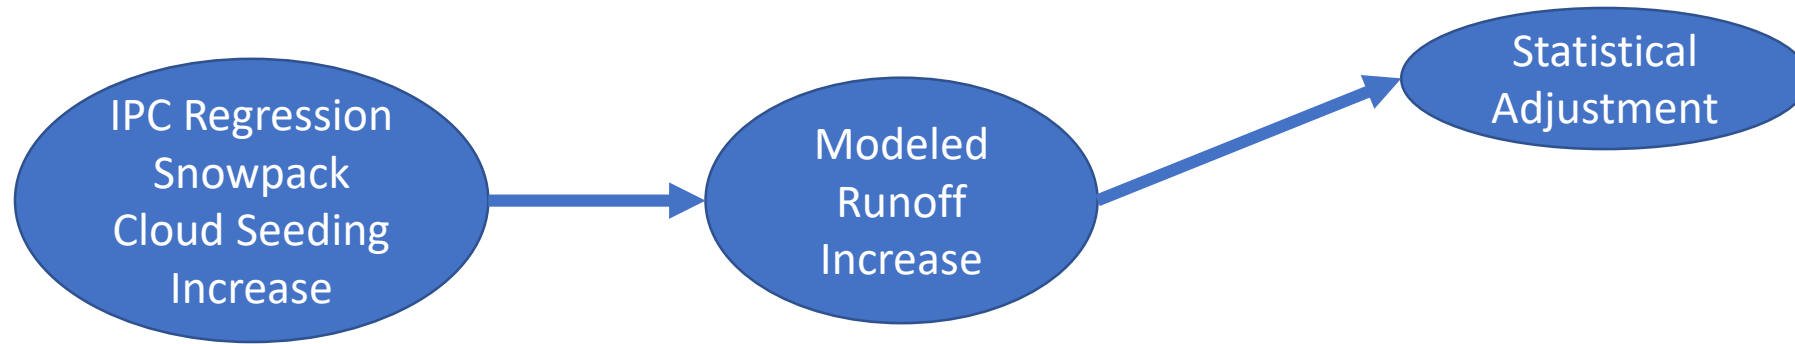 IPC Regression
Snowpack
Cloud Seeding
Increase
Modeled
Runoff
Increase
Statistical
Adjustment